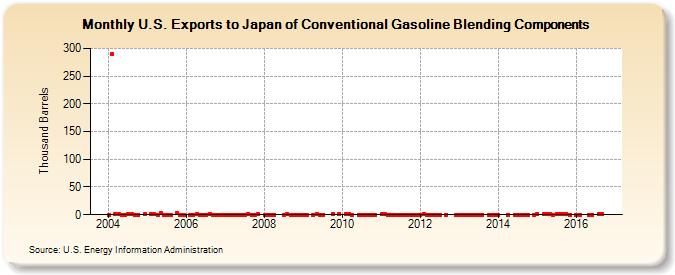 Monthly U.S. Exports to Japan of Conventional Gasoline Blending Components
Thousand Barrels
300
250
200
150
100
50
0
2004 2006 2008 2010 2012 2014 2016
Source: U.S. Energy Information Administration